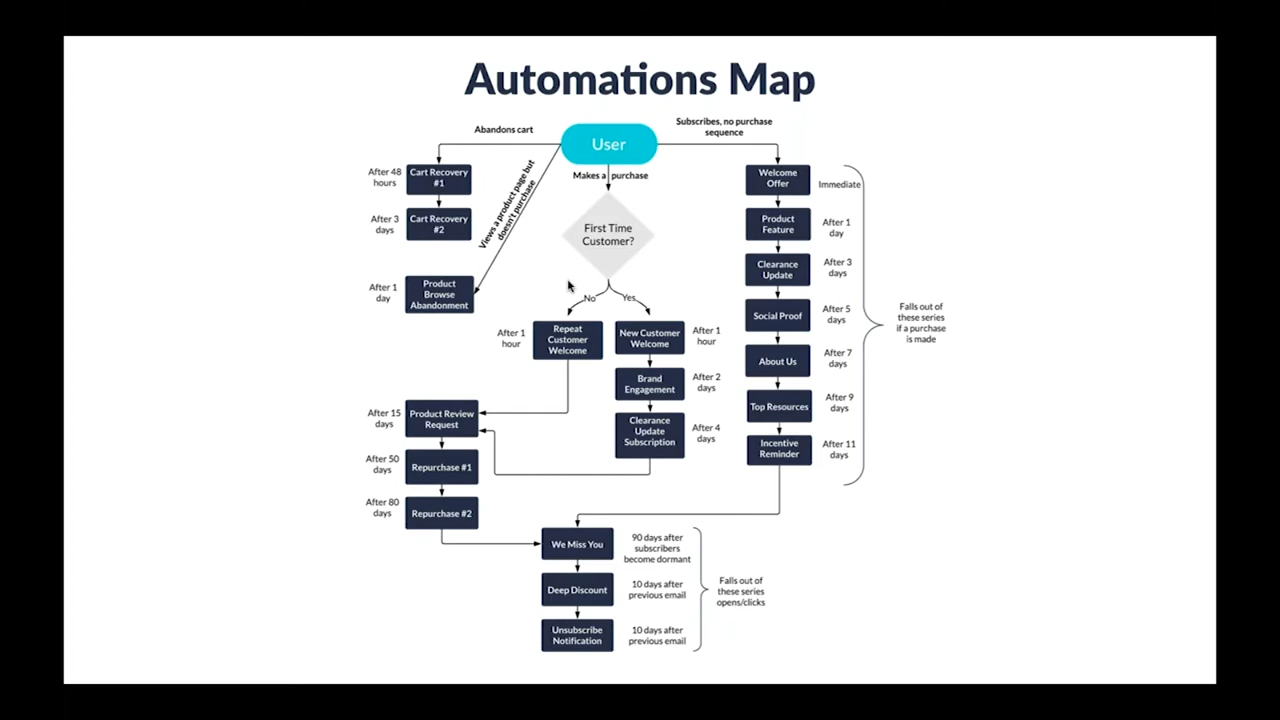 Automations Map
Abandons cart
User
Subscribes, no purchase
sequence
Makes a purchase
Views a product page but
doesn't purchase
After 48
hours
Cart Recovery
#1
After 3
days
Cart Recovery
#2
After 1
day
Product
Browse
Abandonment
First Time
Customer?
No
Yes
After 1
hour
Repeat
Customer
Welcome
New Customer
Welcome
After 1
hour
Brand
Engagement
After 2
days
Clearance
Update
Subscription
After 4
days
After 15
days
Product Review
Request
After 50
days
Repurchase #1
After 80
days
Repurchase #2
Welcome
Offer
Immediate
Product
Feature
After 1
day
Clearance
Update
After 3
days
Social Proof
After 5
days
About Us
After 7
days
Top Resources
After 9
days
Incentive
Reminder
After 11
days
Falls out of
these series
if a purchase
is made
We Miss You
90 days after
subscribers
become dormant
Deep Discount
10 days after
previous email
Unsubscribe
Notification
10 days after
previous email
Falls out of
these series
opens/clicks